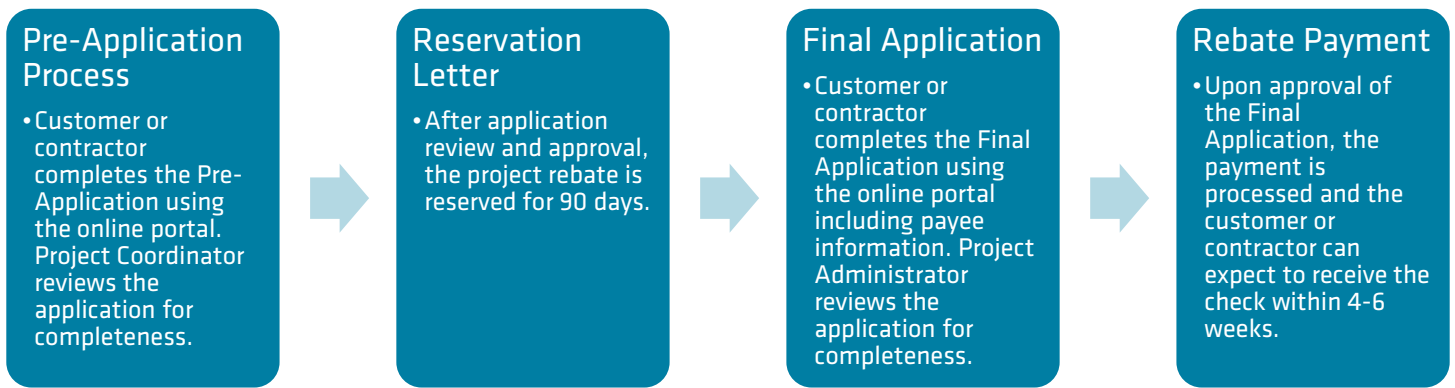 Pre-Application
Process
•Customer or
contractor
completes the Pre-
Application using
the online portal.
Project Coordinator
reviews the
application for
completeness.
Reservation
Letter
•After application
review and approval,
the project rebate is
reserved for 90 days.
Final Application
•Customer or
contractor
completes the Final
Application using
the online portal
including payee
information. Project
Administrator
reviews the
application for
completeness.
Rebate Payment
•Upon approval of
the Final
Application, the
payment is
processed and the
customer or
contractor can
expect to receive the
check within 4-6
weeks.